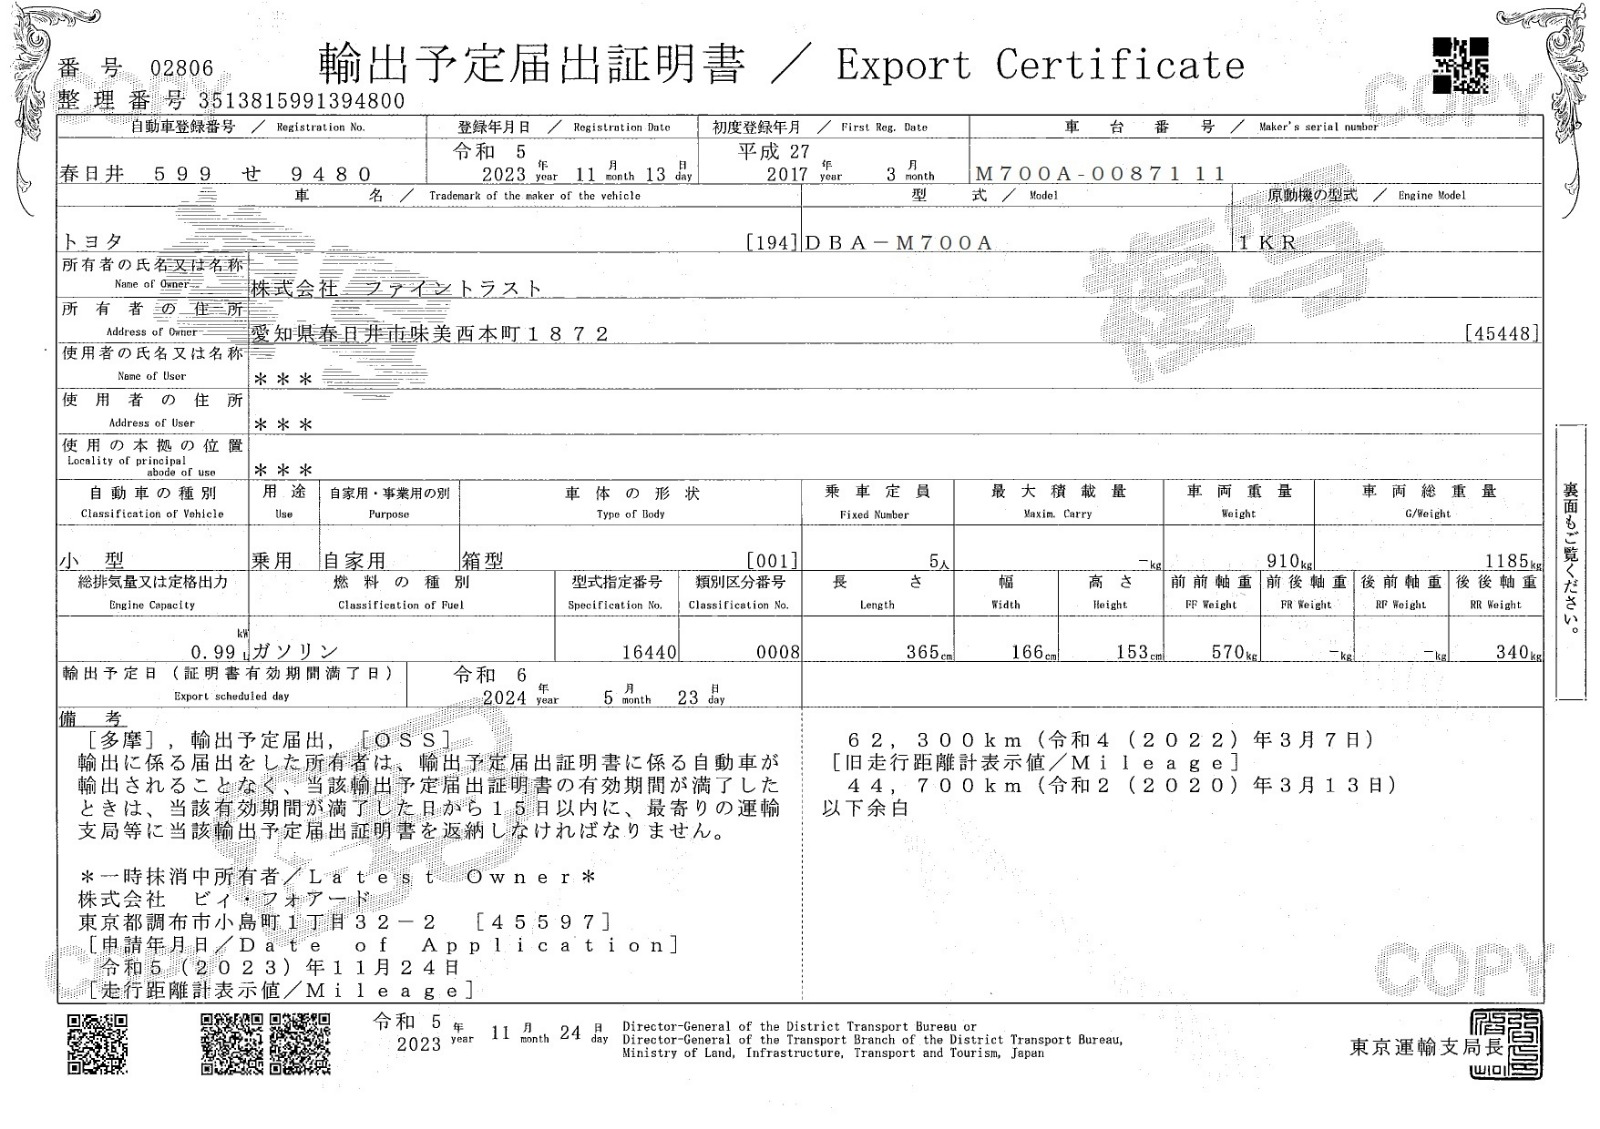 番号 02806
輸出予定届出証明書 ／ Export Certificate
整理番号 3513815991394800
自動車登録番号 ／ Registration No.
登録年月日 ／ Registration Date
初度登録年月 ／ First Reg. Date
車台番号 ／ Maker's serial number
春日井 599 せ 9480
令和 5
2023 年 year 11 月 month 13 日 day
平成 27
2017 年 year 3 月 month
M700A-0087111
車名 ／ Trademark of the maker of the vehicle
型式 ／ Model
原動機の型式 ／ Engine Model
トヨタ [194]
DBA－M700A
1KR
所有者の氏名又は名称
Name of Owner
株式会社 ファイントラスト
所有者の住所
Address of Owner
愛知県春日井市味美西本町1872 [45448]
使用者の氏名又は名称
Name of User
＊＊＊
使用者の住所
Address of User
＊＊＊
使用の本拠の位置
Locality of principal
abode of use
＊＊＊
自動車の種別
Classification of Vehicle
用途
Use
自家用・事業用の別
Purpose
車体の形状
Type of Body
乗車定員
Fixed Number
最大積載量
Maxim. Carry
車両重量
Weight
車両総重量
G/Weight
小型
乗用
自家用
箱型 [001]
5人
－kg
910kg
1185kg
総排気量又は定格出力
Engine Capacity
燃料の種別
Classification of Fuel
型式指定番号
Specification No.
類別区分番号
Classification No.
長さ
Length
幅
Width
高さ
Height
前前軸重
FF Weight
前後軸重
FR Weight
後前軸重
RF Weight
後後軸重
RR Weight
kW
0.99 L
ガソリン
16440
0008
365cm
166cm
153cm
570kg
－kg
－kg
340kg
輸出予定日（証明書有効期間満了日）
Export scheduled day
令和 6
2024 年 year 5 月 month 23 日 day
備考
［多摩］，輸出予定届出，［OSS］
輸出に係る届出をした所有者は、輸出予定届出証明書に係る自動車が
輸出されることなく、当該輸出予定届出証明書の有効期間が満了した
ときは、当該有効期間が満了した日から15日以内に、最寄りの運輸
支局等に当該輸出予定届出証明書を返納しなければなりません。
＊一時抹消中所有者／Latest Owner＊
株式会社 ビィ・フォアード
東京都調布市小島町1丁目32－2 ［45597］
［申請年月日／Date of Application］
令和5（2023）年11月24日
［走行距離計表示値／Mileage］
62，300km（令和4（2022）年3月7日）
［旧走行距離計表示値／Mileage］
44，700km（令和2（2020）年3月13日）
以下余白
裏面もご覧ください。
令和 5
2023 年 year 11 月 month 24 日 day
Director-General of the District Transport Bureau or
Director-General of the Transport Branch of the District Transport Bureau,
Ministry of Land, Infrastructure, Transport and Tourism, Japan
東京運輸支局長
COPY
COPY
COPY
COPY
複写